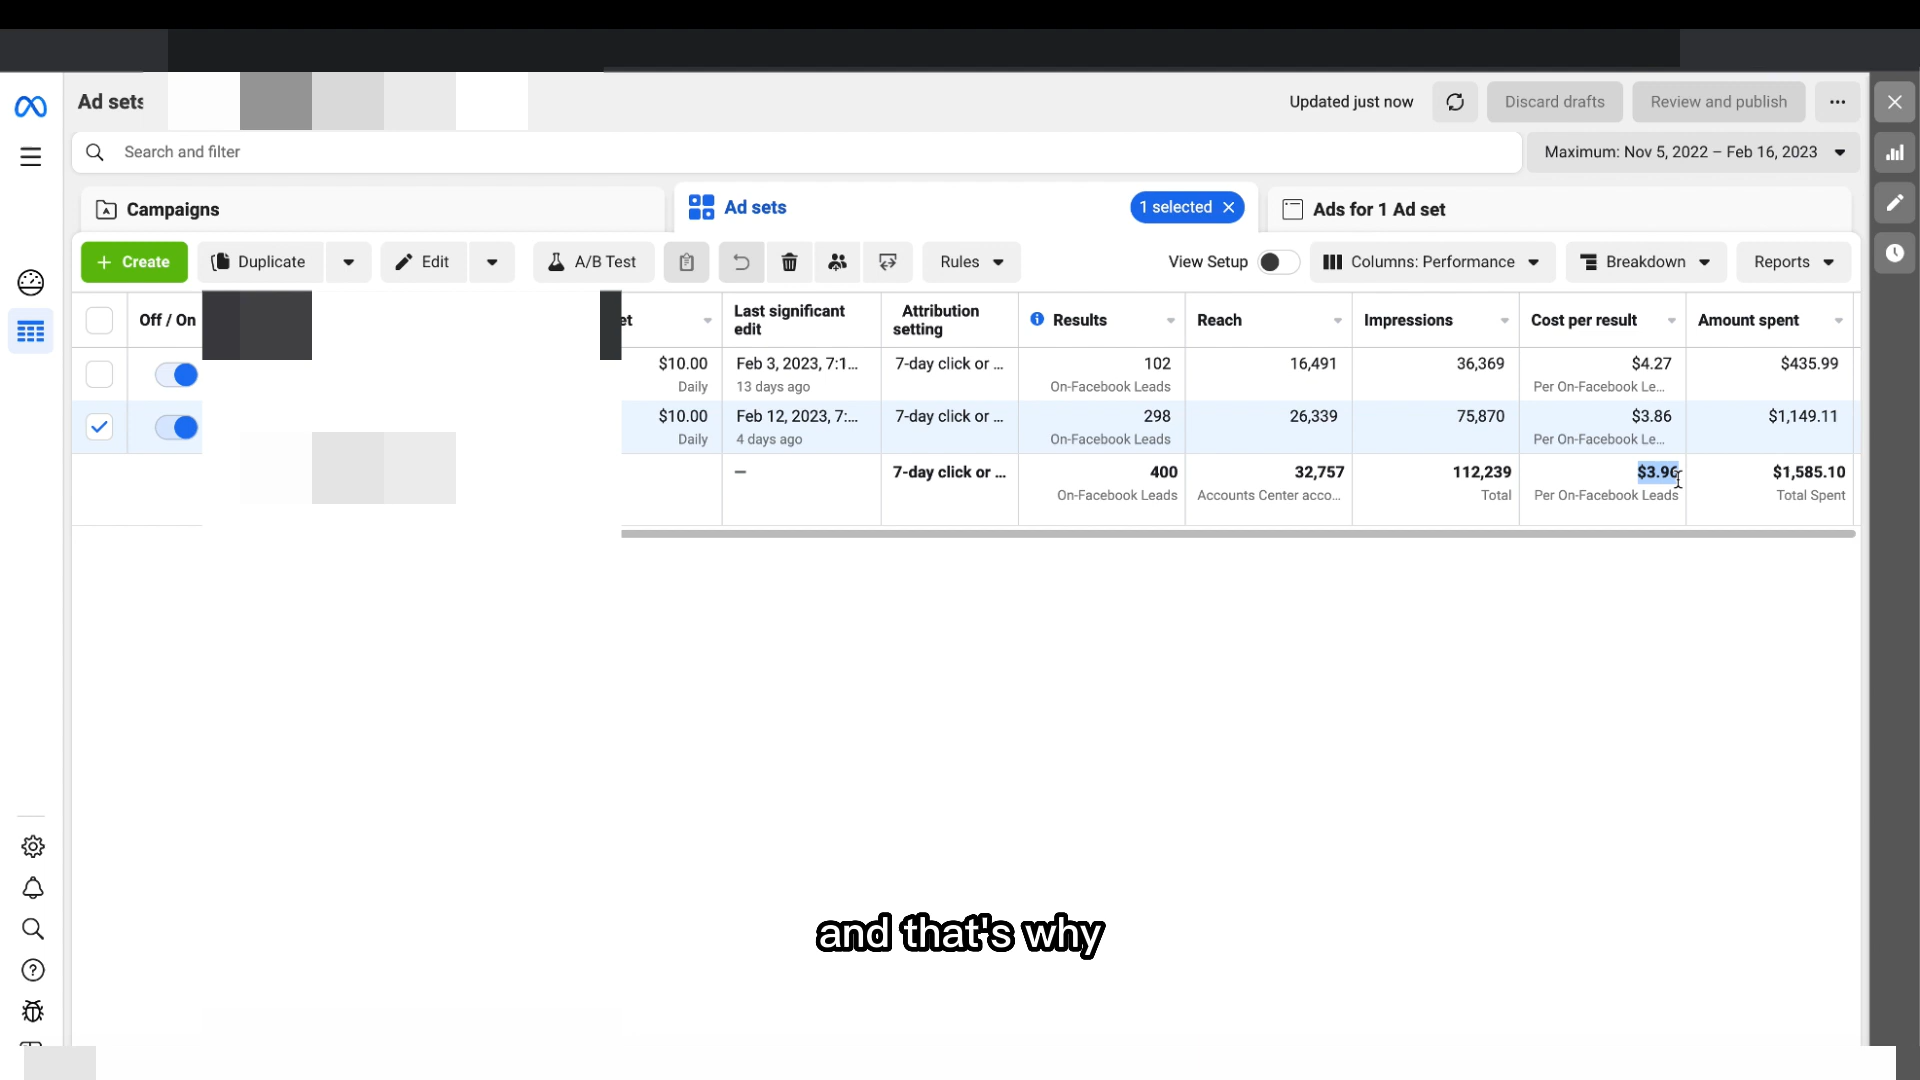 Ad sets
Updated just now
Discard drafts
Review and publish
Search and filter
Maximum: Nov 5, 2022 – Feb 16, 2023
Campaigns
Ad sets
1 selected
Ads for 1 Ad set
+ Create
Duplicate
Edit
A/B Test
Rules
View Setup
Columns: Performance
Breakdown
Reports
Off / On
et
Last significant
edit
Attribution
setting
Results
Reach
Impressions
Cost per result
Amount spent
$10.00
Feb 3, 2023, 7:1...
7-day click or ...
102
16,491
36,369
$4.27
$435.99
Daily
13 days ago
On-Facebook Leads
Per On-Facebook Le...
$10.00
Feb 12, 2023, 7:...
7-day click or ...
298
26,339
75,870
$3.86
$1,149.11
Daily
4 days ago
On-Facebook Leads
Per On-Facebook Le...
—
7-day click or ...
400
32,757
112,239
$3.96
$1,585.10
On-Facebook Leads
Accounts Center acco...
Total
Per On-Facebook Leads
Total Spent
and that's why